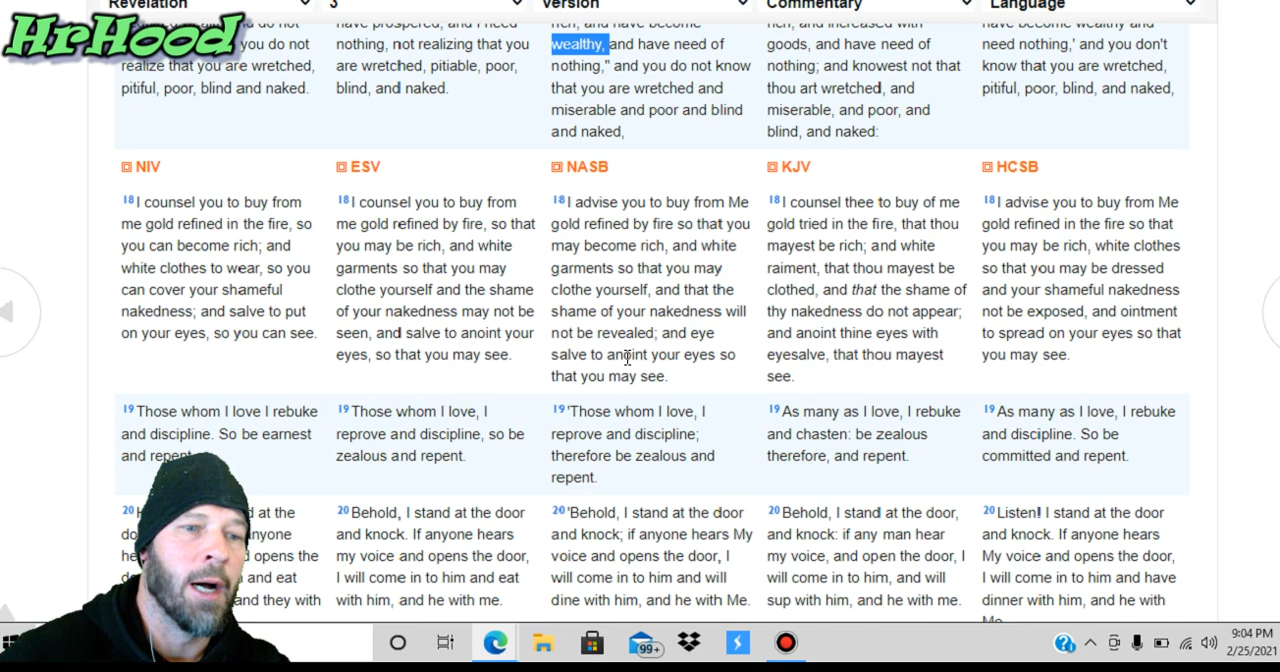 Revelation 3 Version Commentary Language
HrHood
you do not
realize that you are wretched,
pitiful, poor, blind and naked.
have prospered, and I need
nothing, not realizing that you
are wretched, pitiable, poor,
blind, and naked.
rich, and have become
wealthy, and have need of
nothing," and you do not know
that you are wretched and
miserable and poor and blind
and naked,
rich, and increased with
goods, and have need of
nothing; and knowest not that
thou art wretched, and
miserable, and poor, and
blind, and naked:
have become wealthy and
need nothing,' and you don't
know that you are wretched,
pitiful, poor, blind, and naked,
NIV
ESV
NASB
KJV
HCSB
18 I counsel you to buy from
me gold refined in the fire, so
you can become rich; and
white clothes to wear, so you
can cover your shameful
nakedness; and salve to put
on your eyes, so you can see.
18 I counsel you to buy from
me gold refined by fire, so that
you may be rich, and white
garments so that you may
clothe yourself and the shame
of your nakedness may not be
seen, and salve to anoint your
eyes, so that you may see.
18 I advise you to buy from Me
gold refined by fire so that you
may become rich, and white
garments so that you may
clothe yourself, and that the
shame of your nakedness will
not be revealed; and eye
salve to anoint your eyes so
that you may see.
18 I counsel thee to buy of me
gold tried in the fire, that thou
mayest be rich; and white
raiment, that thou mayest be
clothed, and that the shame of
thy nakedness do not appear;
and anoint thine eyes with
eyesalve, that thou mayest
see.
18 I advise you to buy from Me
gold refined in the fire so that
you may be rich, white clothes
so that you may be dressed
and your shameful nakedness
not be exposed, and ointment
to spread on your eyes so that
you may see.
19 Those whom I love I rebuke
and discipline. So be earnest
and repent.
19 Those whom I love, I
reprove and discipline, so be
zealous and repent.
19 'Those whom I love, I
reprove and discipline;
therefore be zealous and
repent.
19 As many as I love, I rebuke
and chasten: be zealous
therefore, and repent.
19 As many as I love, I rebuke
and discipline. So be
committed and repent.
20 at the
anyone
opens the
and eat
and they with
20 Behold, I stand at the door
and knock. If anyone hears
my voice and opens the door,
I will come in to him and eat
with him, and he with me.
20 'Behold, I stand at the door
and knock; if anyone hears My
voice and opens the door, I
will come in to him and will
dine with him, and he with Me.
20 Behold, I stand at the door,
and knock: if any man hear
my voice, and open the door, I
will come in to him, and will
sup with him, and he with me.
20 Listen! I stand at the door
and knock. If anyone hears
My voice and opens the door,
I will come in to him and have
dinner with him, and he with
99+
9:04 PM
2/25/2021